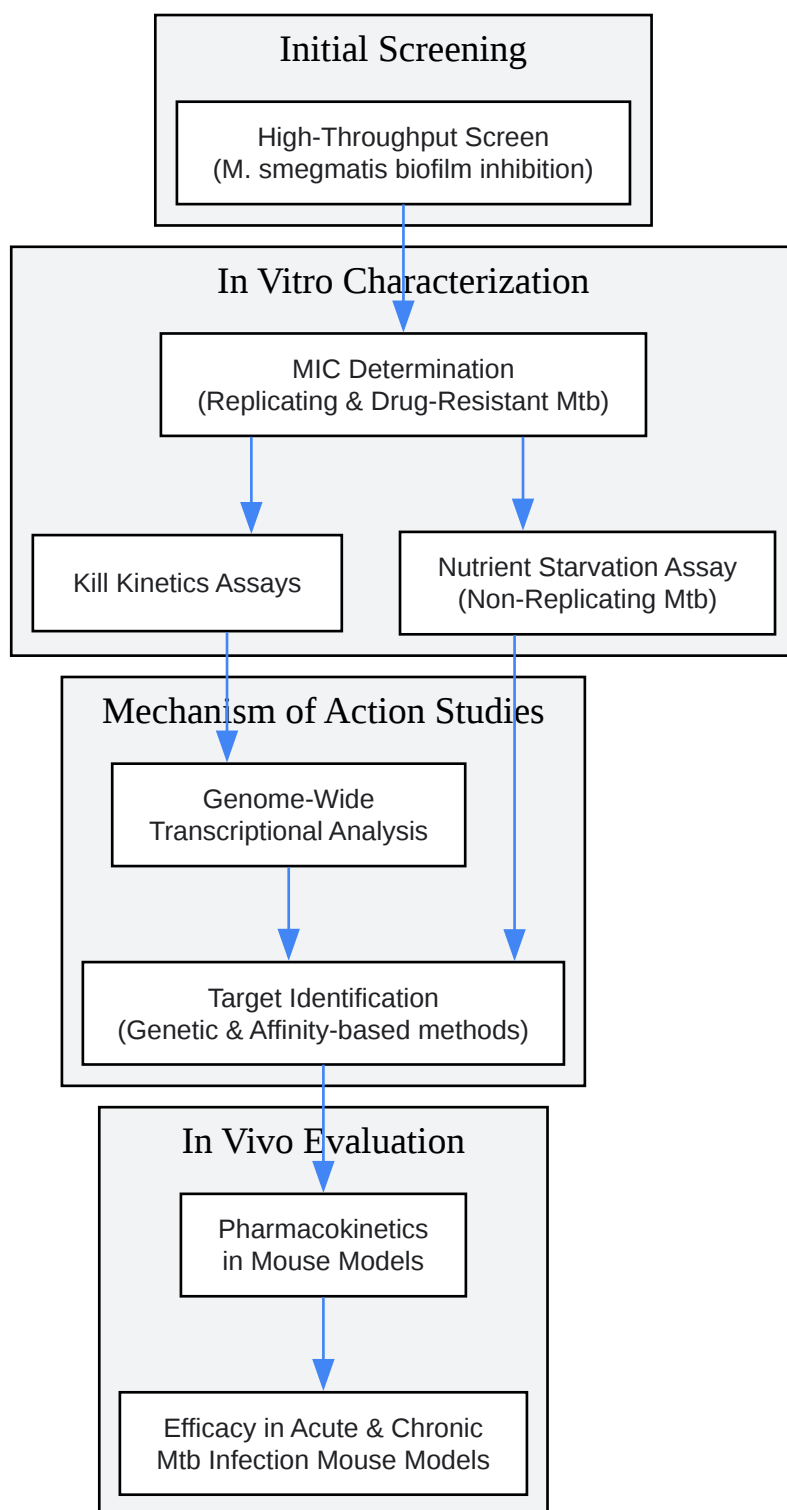 Initial Screening
High-Throughput Screen
(M. smegmatis biofilm inhibition)
In Vitro Characterization
MIC Determination
(Replicating & Drug-Resistant Mtb)
Kill Kinetics Assays
Nutrient Starvation Assay
(Non-Replicating Mtb)
Mechanism of Action Studies
Genome-Wide
Transcriptional Analysis
Target Identification
(Genetic & Affinity-based methods)
In Vivo Evaluation
Pharmacokinetics
in Mouse Models
Efficacy in Acute & Chronic
Mtb Infection Mouse Models